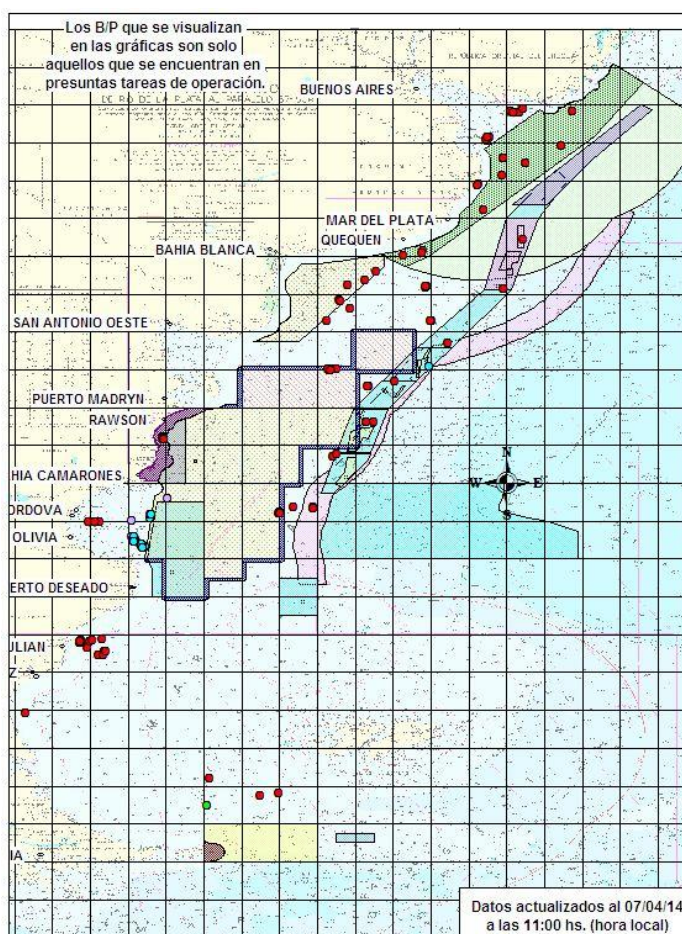 Los B/P que se visualizan
en las gráficas son solo
aquellos que se encuentran en
presuntas tareas de operación.
BUENOS AIRES
MAR DEL PLATA
QUEQUEN
BAHIA BLANCA
SAN ANTONIO OESTE
PUERTO MADRYN
RAWSON
HIA CAMARONES
N
W E
S
ORDOVA
OLIVIA
ERTO DESEADO
ULIAN
Z
IA
Datos actualizados al 07/04/14
a las 11:00 hs. (hora local)